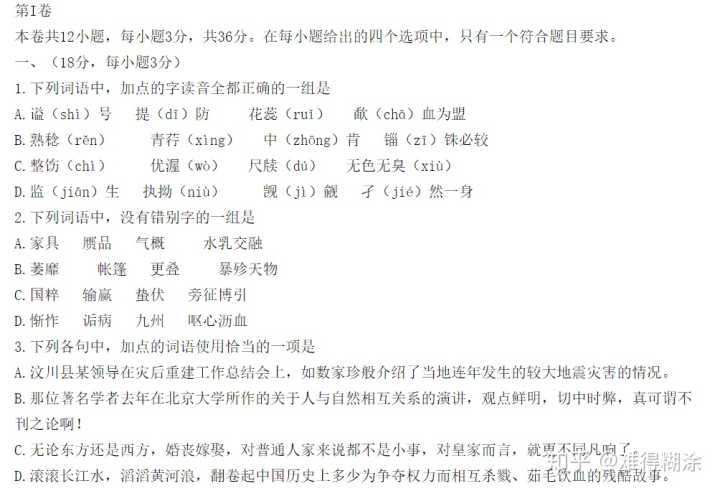 第I卷
本卷共12小题，每小题3分，共36分。在每小题给出的四个选项中，只有一个符合题目要求。
一、（18分，每小题3分）
1.下列词语中，加点的字读音全都正确的一组是
A.谥（shì）号 提（dī）防 花蕊（ruǐ） 歃（chā）血为盟
B.熟稔（rěn） 青荇（xìng） 中（zhōng）肯 锱（zī）铢必较
C.整饬（chì） 优渥（wò） 尺牍（dú） 无色无臭（xiù）
D.监（jiān）生 执拗（niù） 觊（jì）觎 孑（jié）然一身
2.下列词语中，没有错别字的一组是
A.家具 赝品 气概 水乳交融
B.萎靡 帐篷 更叠 暴殄天物
C.国粹 输赢 蛰伏 旁征博引
D.惭怍 诟病 九州 呕心沥血
3.下列各句中，加点的词语使用恰当的一项是
A.汶川县某领导在灾后重建工作总结会上，如数家珍般介绍了当地连年发生的较大地震灾害的情况。
B.那位著名学者去年在北京大学所作的关于人与自然相互关系的演讲，观点鲜明，切中时弊，真可谓不
刊之论啊！
C.无论东方还是西方，婚丧嫁娶，对普通人家来说都不是小事，对皇家而言，就更不同凡响了。
D.滚滚长江水，滔滔黄河浪，翻卷起中国历史上多少为争夺权力而相互杀戮、茹毛饮血的残酷故事。
知乎 @难得糊涂